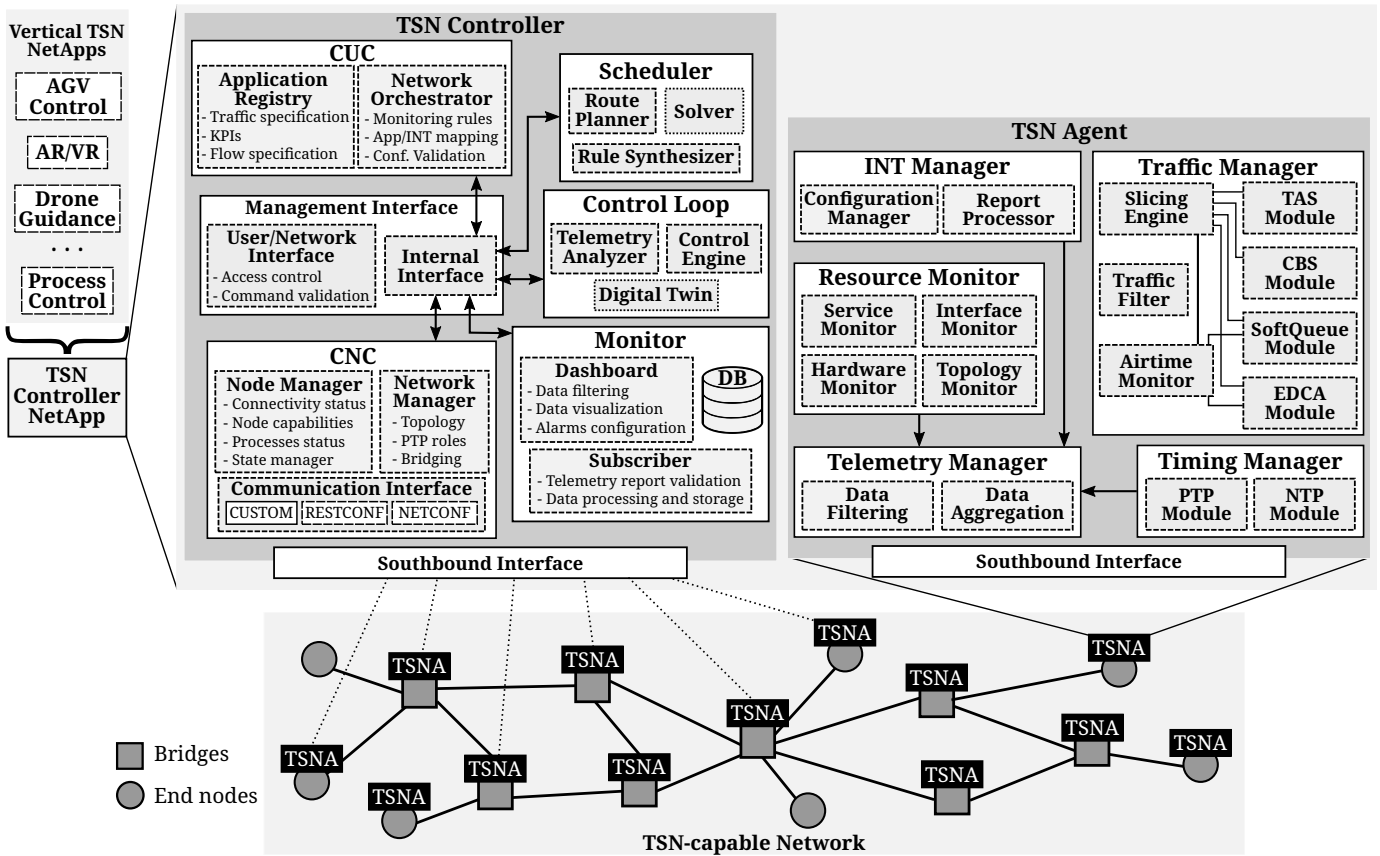 Vertical TSN
NetApps
AGV
Control
AR/VR
Drone
Guidance
. . .
Process
Control
TSN
Controller
NetApp
TSN Controller
CUC
Application
Registry
- Traffic specification
- KPIs
- Flow specification
Network
Orchestrator
- Monitoring rules
- App/INT mapping
- Conf. Validation
Scheduler
Route
Planner
Solver
Rule Synthesizer
Management Interface
User/Network
Interface
- Access control
- Command validation
Internal
Interface
Control Loop
Telemetry
Analyzer
Control
Engine
Digital Twin
CNC
Node Manager
- Connectivity status
- Node capabilities
- Processes status
- State manager
Network
Manager
- Topology
- PTP roles
- Bridging
Communication Interface
CUSTOM
RESTCONF
NETCONF
Monitor
Dashboard
- Data filtering
- Data visualization
- Alarms configuration
DB
Subscriber
- Telemetry report validation
- Data processing and storage
Southbound Interface
TSN Agent
INT Manager
Configuration
Manager
Report
Processor
Resource Monitor
Service
Monitor
Interface
Monitor
Hardware
Monitor
Topology
Monitor
Traffic Manager
Slicing
Engine
Traffic
Filter
Airtime
Monitor
TAS
Module
CBS
Module
SoftQueue
Module
EDCA
Module
Telemetry Manager
Data
Filtering
Data
Aggregation
Timing Manager
PTP
Module
NTP
Module
Southbound Interface
TSNA
TSNA
TSNA
TSNA
TSNA
TSNA
TSNA
TSNA
TSNA
TSNA
TSNA
TSNA
TSNA
TSNA
Bridges
End nodes
TSN-capable Network